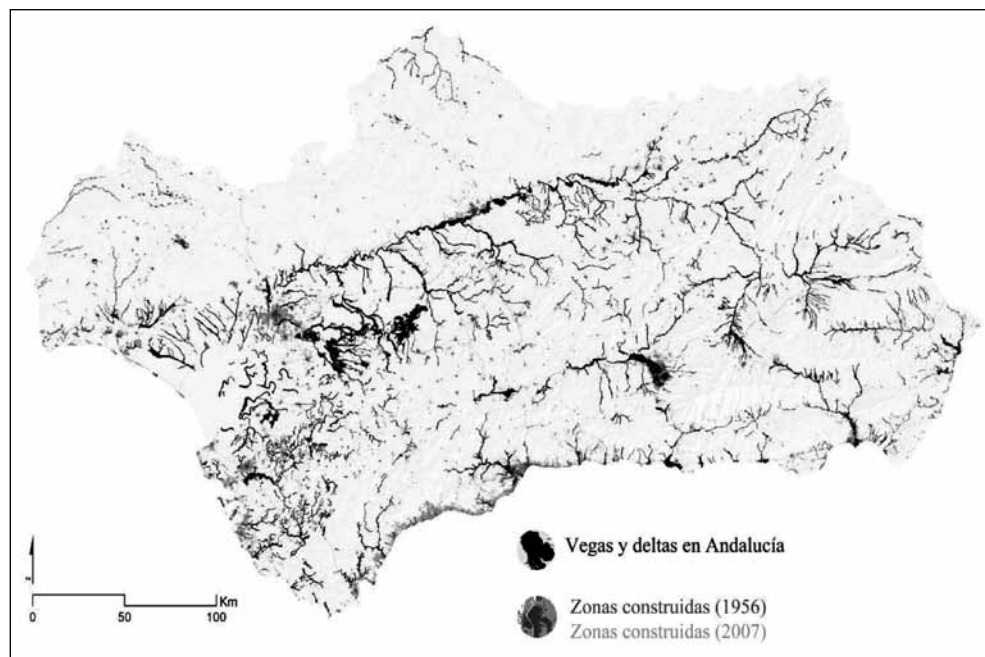 Vegas y deltas en Andalucía
Km
0 50 100
Zonas construidas (1956)
Zonas construidas (2007)